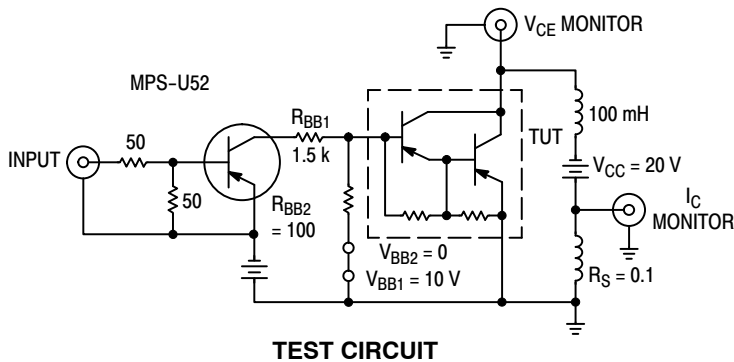 V_CE MONITOR
MPS-U52
R_BB1
1.5 k
50
INPUT
50
R_BB2
= 100
V_BB2 = 0
V_BB1 = 10 V
TUT
100 mH
V_CC = 20 V
I_C
MONITOR
R_S = 0.1
TEST CIRCUIT